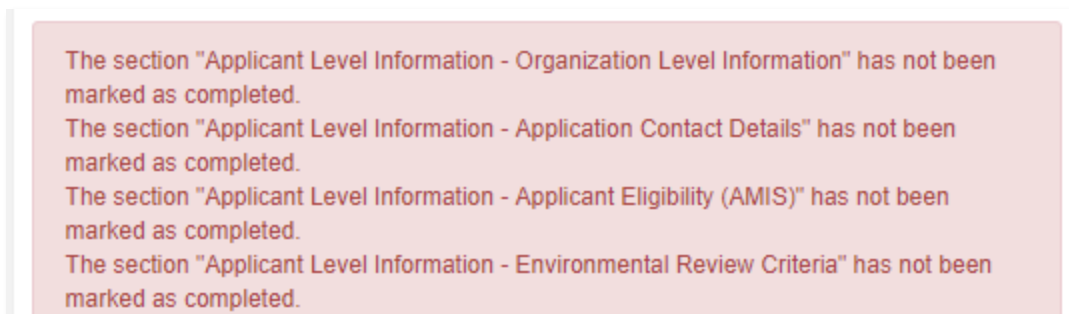 The section "Applicant Level Information - Organization Level Information" has not been
marked as completed.
The section "Applicant Level Information - Application Contact Details" has not been
marked as completed.
The section "Applicant Level Information - Applicant Eligibility (AMIS)" has not been
marked as completed.
The section "Applicant Level Information - Environmental Review Criteria" has not been
marked as completed.